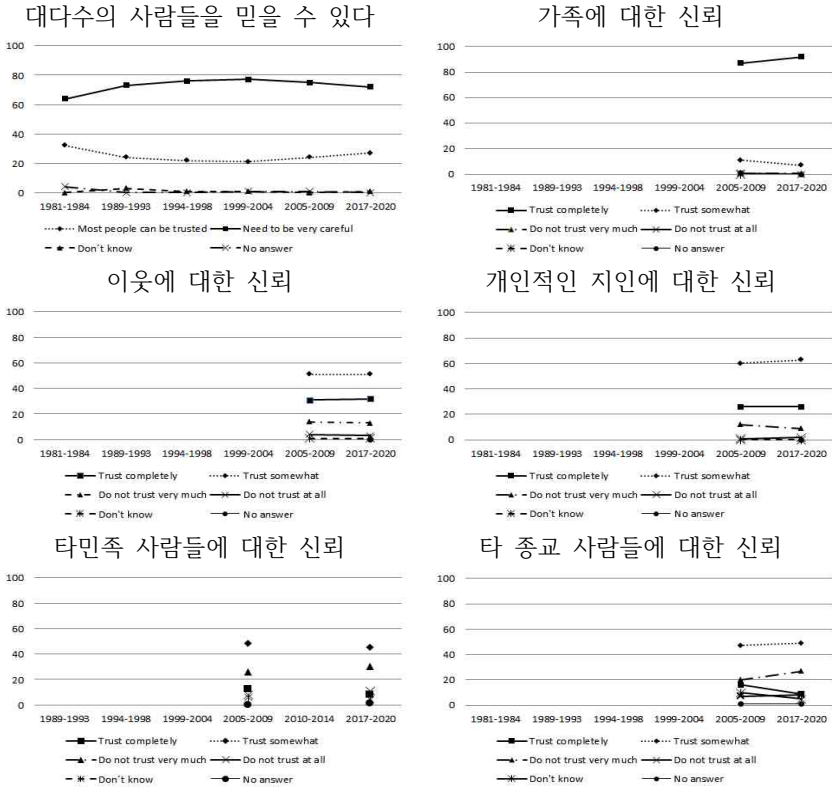 대다수의 사람들을 믿을 수 있다
100
80
60
40
20
0
1981-1984 1989-1993 1994-1998 1999-2004 2005-2009 2017-2020
Most people can be trusted Need to be very careful
Don't know No answer
가족에 대한 신뢰
100
80
60
40
20
0
1981-1984 1989-1993 1994-1998 1999-2004 2005-2009 2017-2020
Trust completely Trust somewhat
Do not trust very much Do not trust at all
Don't know No answer
이웃에 대한 신뢰
100
80
60
40
20
0
1981-1984 1989-1993 1994-1998 1999-2004 2005-2009 2017-2020
Trust completely Trust somewhat
Do not trust very much Do not trust at all
Don't know No answer
개인적인 지인에 대한 신뢰
100
80
60
40
20
0
1981-1984 1989-1993 1994-1998 1999-2004 2005-2009 2017-2020
Trust completely Trust somewhat
Do not trust very much Do not trust at all
Don't know No answer
타민족 사람들에 대한 신뢰
100
80
60
40
20
0
1989-1993 1994-1998 1999-2004 2005-2009 2010-2014 2017-2020
Trust completely Trust somewhat
Do not trust very much Do not trust at all
Don't know No answer
타 종교 사람들에 대한 신뢰
100
80
60
40
20
0
1981-1984 1989-1993 1994-1998 1999-2004 2005-2009 2017-2020
Trust completely Trust somewhat
Do not trust very much Do not trust at all
Don't know No answer